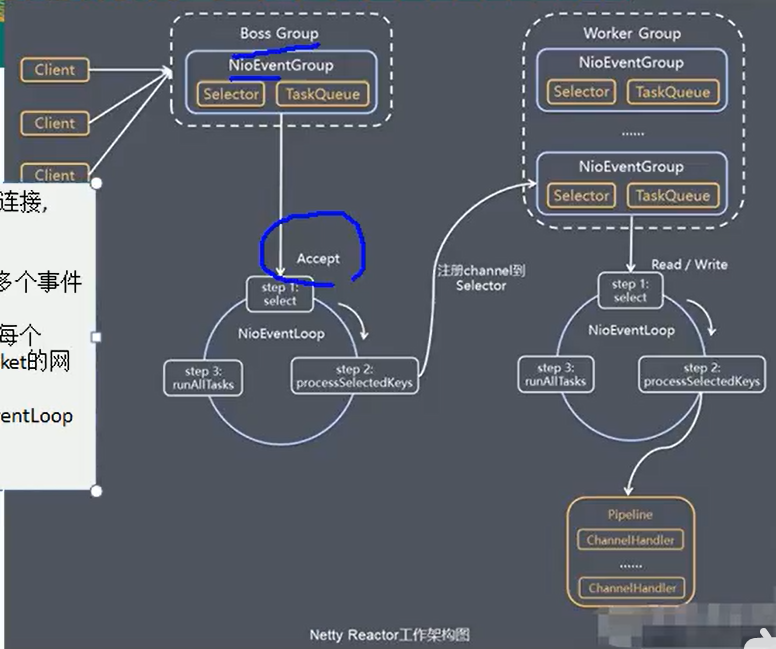 Boss Group
NioEventGroup
Selector
TaskQueue
Client
Client
Client
Worker Group
NioEventGroup
Selector
TaskQueue
......
NioEventGroup
Selector
TaskQueue
连接,
多个事件
每个
ket的网
entLoop
Accept
step 1:
select
NioEventLoop
step 2:
processSelectedKeys
step 3:
runAllTasks
注册channel到
Selector
Read / Write
step 1:
select
NioEventLoop
step 2:
processSelectedKeys
step 3:
runAllTasks
Pipeline
ChannelHandler
......
ChannelHandler
Netty Reactor工作架构图